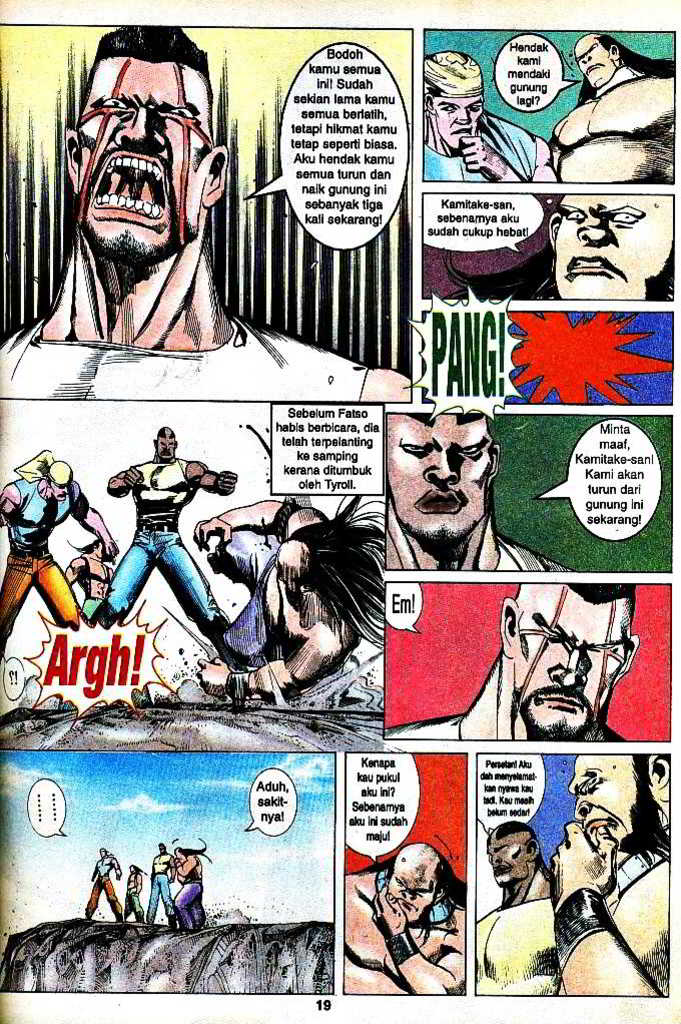 Bodoh
kamu semua
ini! Sudah
sekian lama kamu
semua berlatih,
tetapi hikmat kamu
tetap seperti biasa.
Aku hendak kamu
semua turun dan
naik gunung ini
sebanyak tiga
kali sekarang!
Hendak
kami
mendaki
gunung
lagi?
Kamitake-san,
sebenarnya aku
sudah cukup hebat!
PANG!
Sebelum Fatso
habis berbicara, dia
telah terpelanting
ke samping
kerana ditumbuk
oleh Tyroll.
?!
Argh!
Minta
maaf,
Kamitake-san!
Kami akan
turun dari
gunung ini
sekarang!
Em!
Aduh,
sakit-
nya!
Kenapa
kau pukul
aku ini?
Sebenarnya
aku ini sudah
maju!
Persetan! Aku
dah menyelamat-
kan nyawa kau
tadi. Kau masih
belum sedar!
19